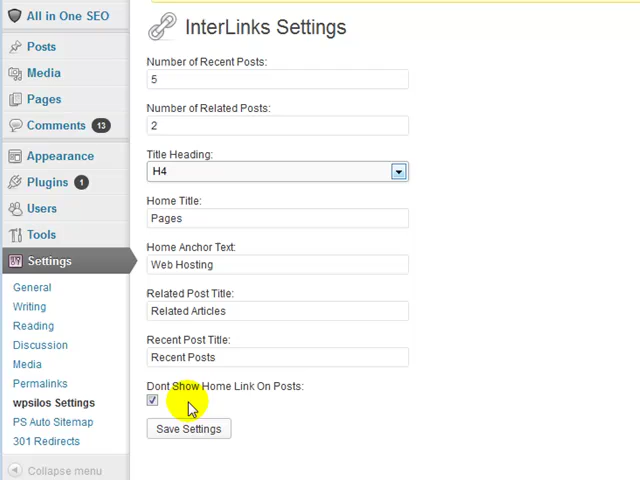 All in One SEO
Posts
Media
Pages
Comments 13
Appearance
Plugins 1
Users
Tools
Settings
General
Writing
Reading
Discussion
Media
Permalinks
wpsilos Settings
PS Auto Sitemap
301 Redirects
Collapse menu
InterLinks Settings
Number of Recent Posts:
5
Number of Related Posts:
2
Title Heading:
H4
Home Title:
Pages
Home Anchor Text:
Web Hosting
Related Post Title:
Related Articles
Recent Post Title:
Recent Posts
Dont Show Home Link On Posts:
Save Settings